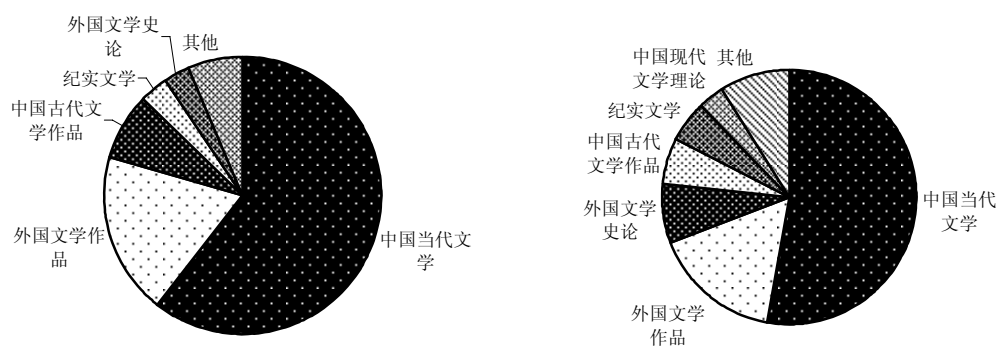 外国文学史
论
其他
纪实文学
中国古代文
学作品
外国文学作
品
中国当代文
学
中国现代
文学理论
其他
纪实文学
中国古代
文学作品
外国文学
史论
外国文学
作品
中国当代
文学